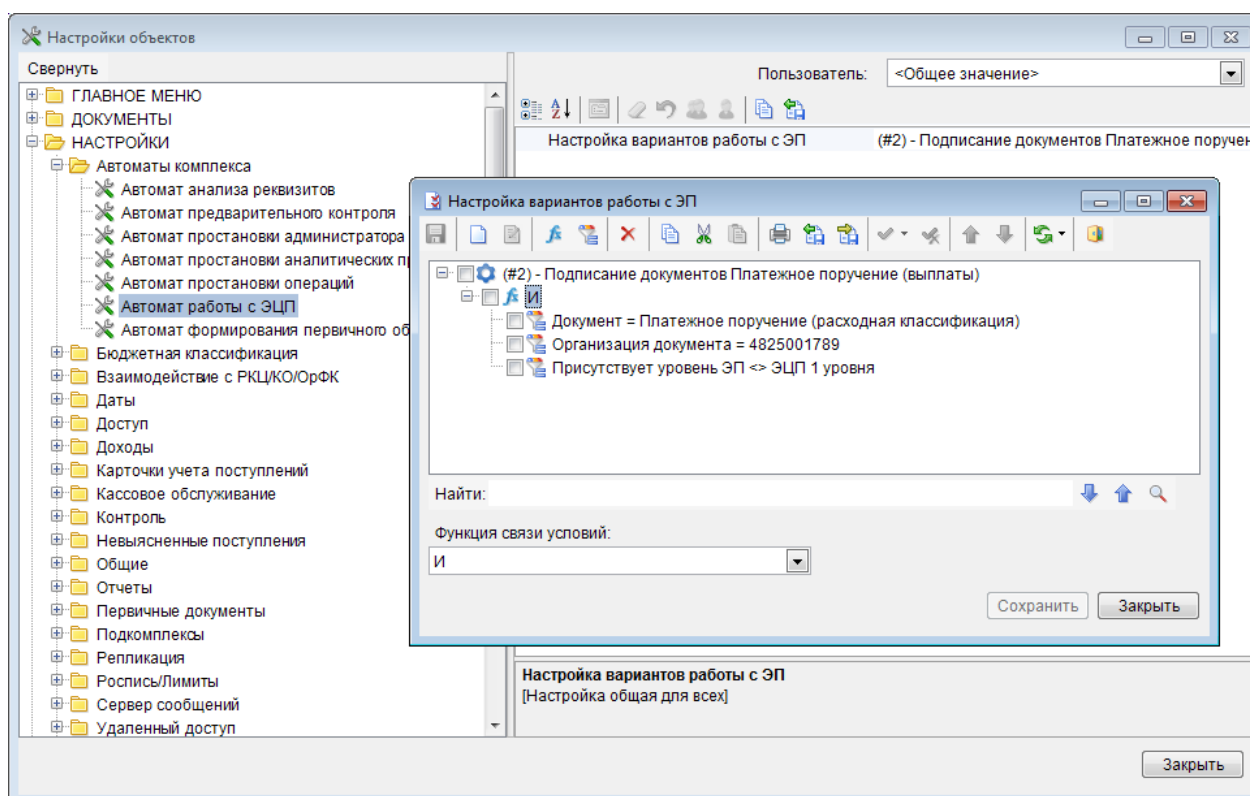 Настройки объектов
Свернуть
ГЛАВНОЕ МЕНЮ
ДОКУМЕНТЫ
НАСТРОЙКИ
Автоматы комплекса
Автомат анализа реквизитов
Автомат предварительного контроля
Автомат простановки администратора
Автомат простановки аналитических
Автомат простановки операций
Автомат работы с ЭЦП
Автомат формирования первичного
Бюджетная классификация
Взаимодействие с РКЦ/КО/ОрФК
Даты
Доступ
Доходы
Карточки учета поступлений
Кассовое обслуживание
Контроль
Невыясненные поступления
Общие
Отчеты
Первичные документы
Подкомплексы
Репликация
Роспись/Лимиты
Сервер сообщений
Удаленный доступ
Пользователь: <Общее значение>
Настройка вариантов работы с ЭП (#2) - Подписание документов Платежное поручен
Настройка вариантов работы с ЭП
(#2) - Подписание документов Платежное поручение (выплаты)
И
Документ = Платежное поручение (расходная классификация)
Организация документа = 4825001789
Присутствует уровень ЭП <> ЭЦП 1 уровня
Найти:
Функция связи условий:
И
Сохранить Закрыть
Настройка вариантов работы с ЭП
[Настройка общая для всех]
Закрыть